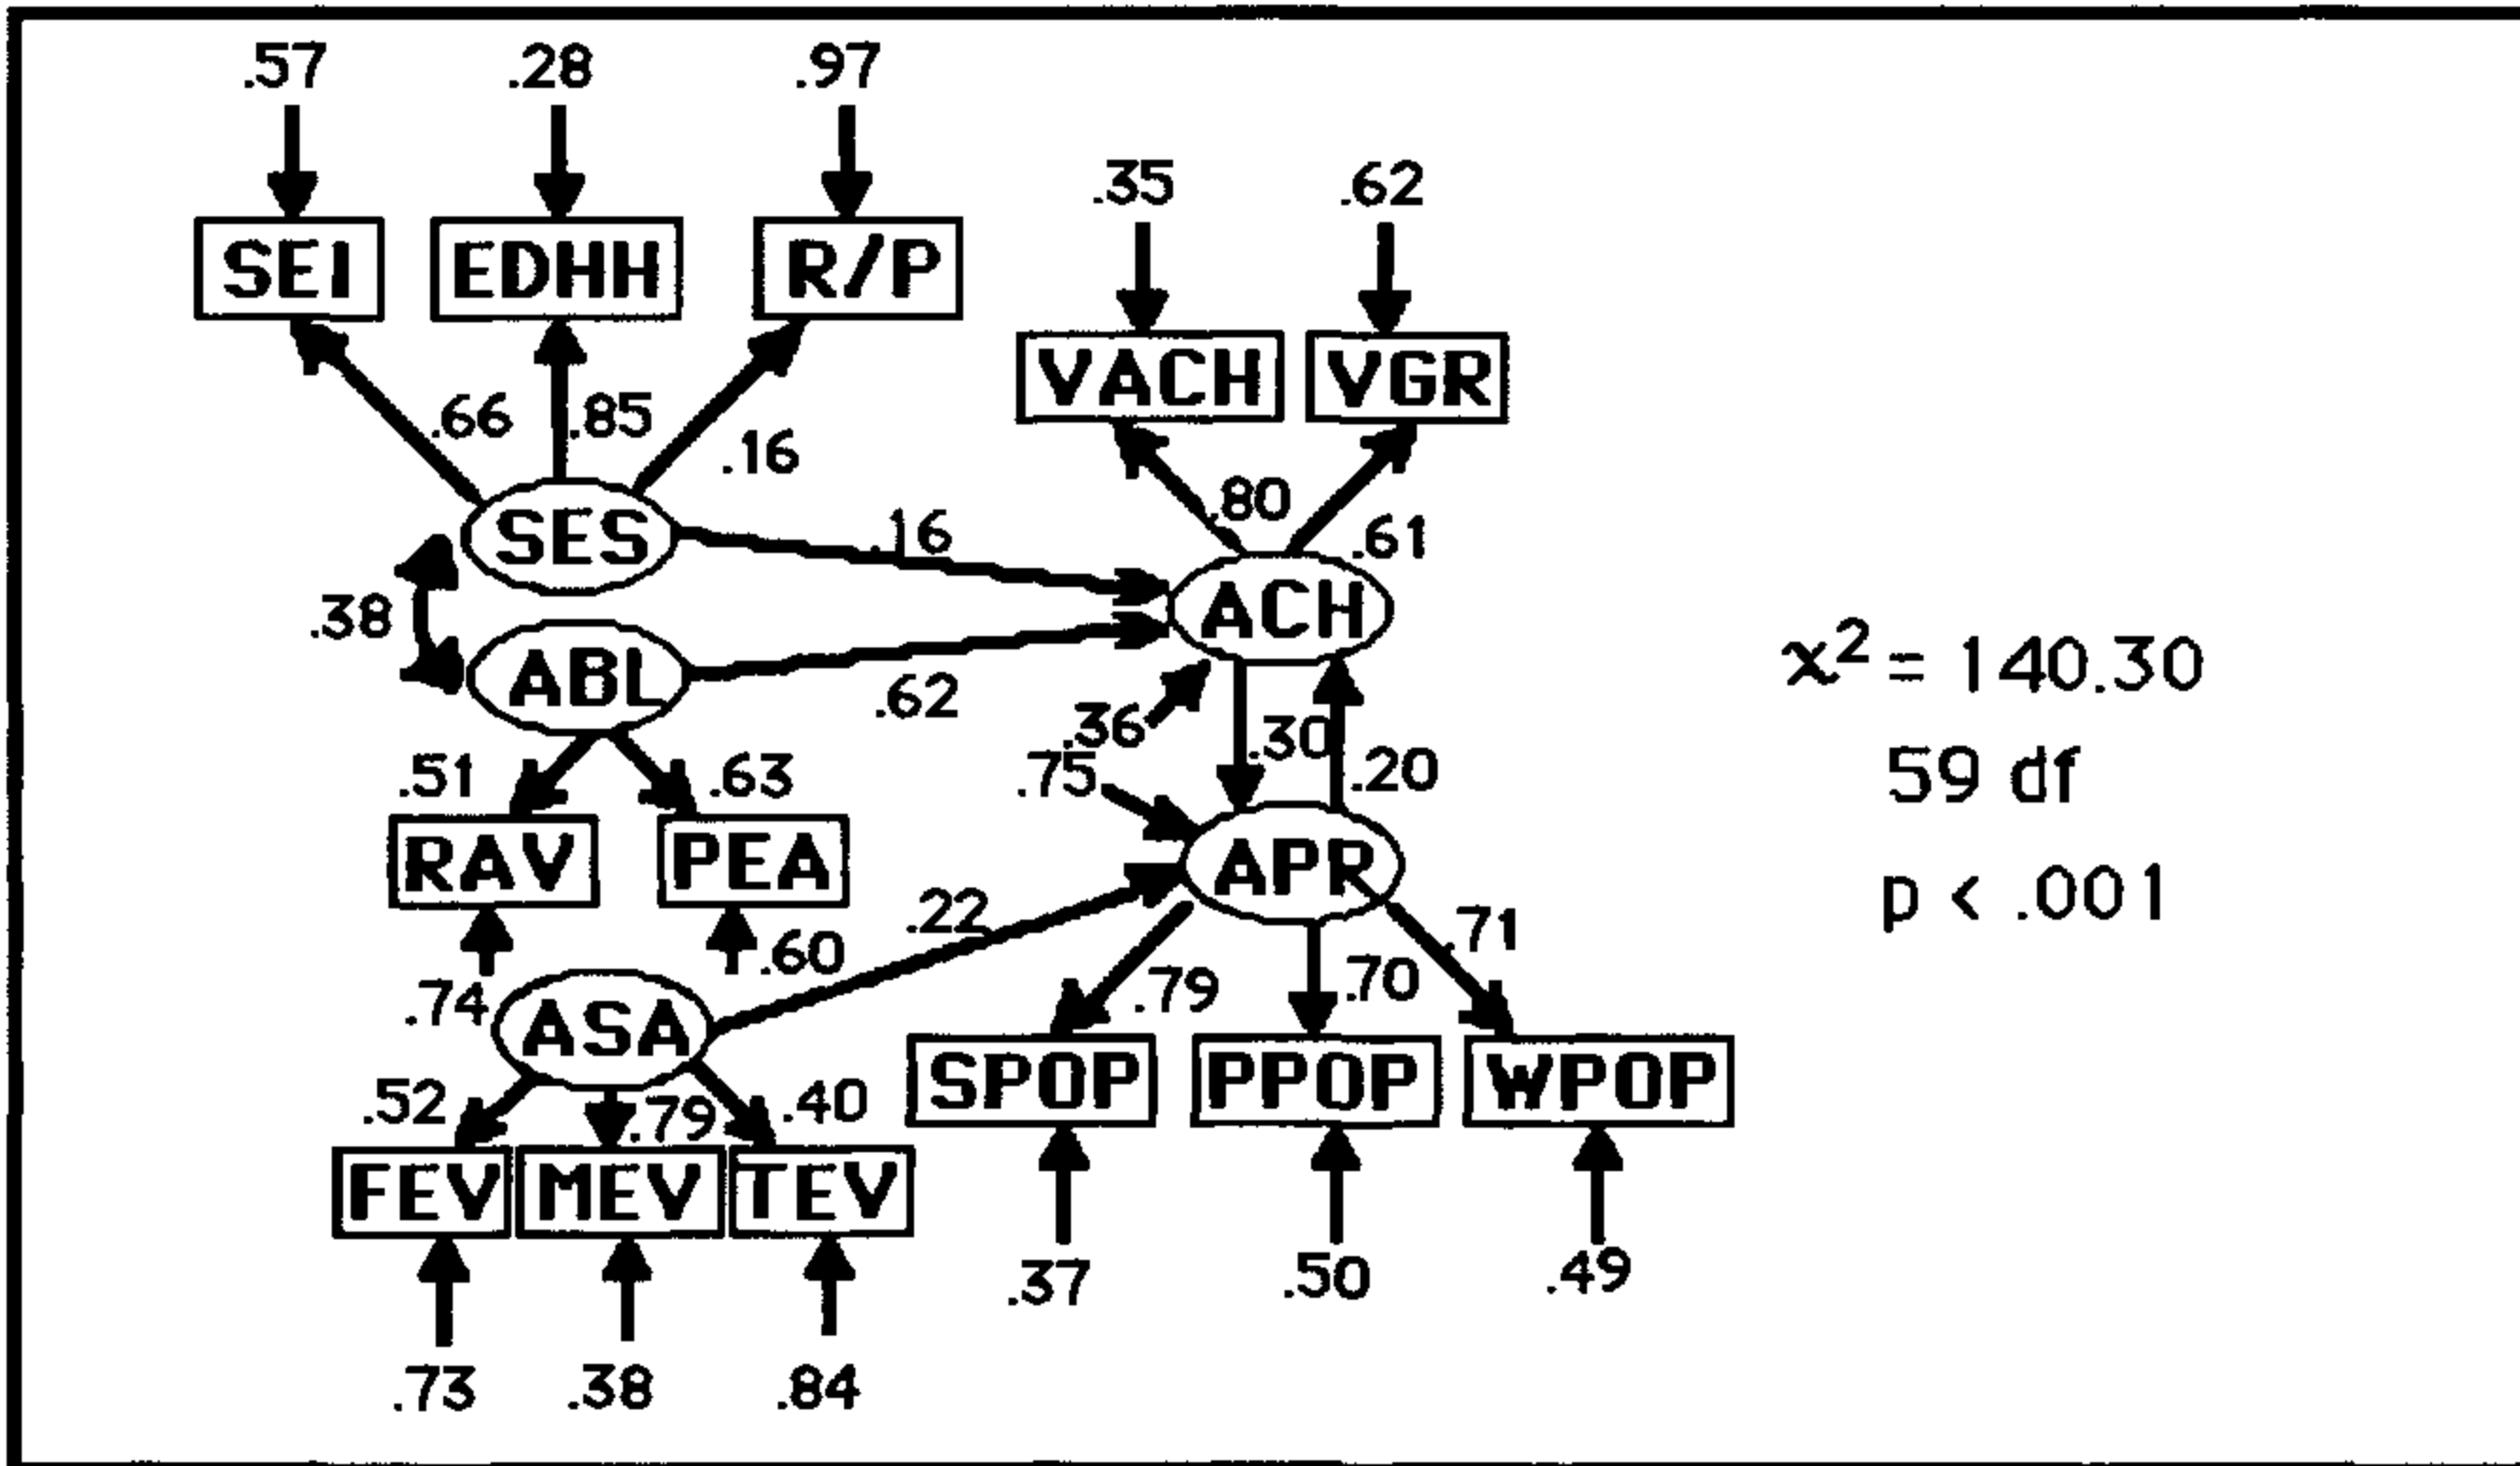 .57 .28 .97
.35 .62
SEI EDHH R/P
VACH VGR
.66 .85 .16
.80 .61
SES
.16
.38
ACH
ABL
.62
x² = 140.30
.36 .30 .20
.51 .63 .75
59 df
RAV PEA
APR
p < .001
.22 .71
.74 .60
.79 .70
ASA
SPOP PPOP WPOP
.52 .79 .40
FEV MEV TEV
.37 .50 .49
.73 .38 .84